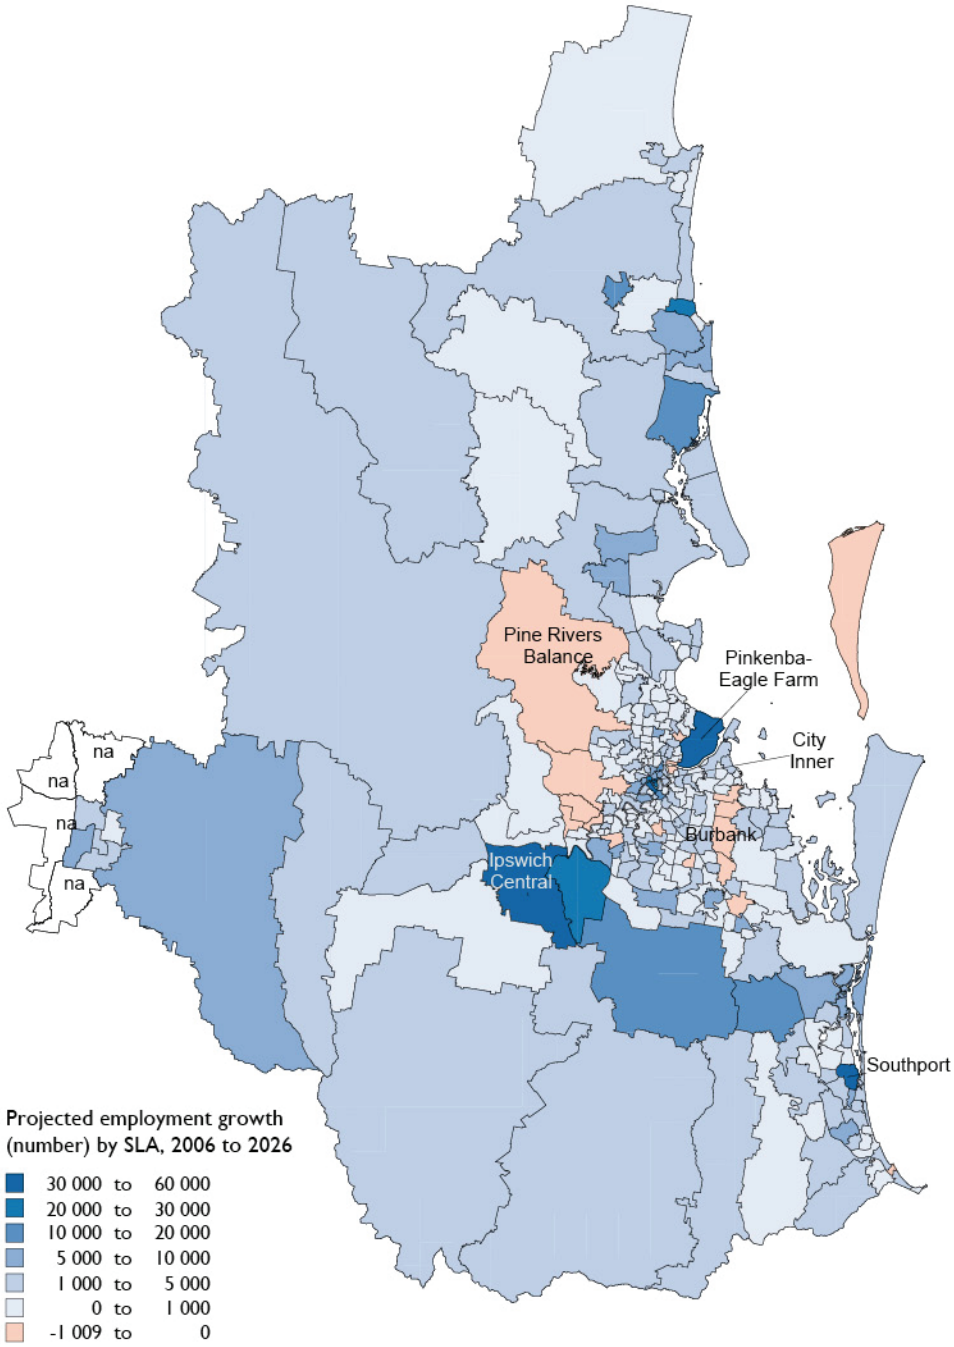 Pine Rivers
Balance
Pinkenba-
Eagle Farm
City
Inner
na
na
na
na
Burbank
Ipswich
Central
Southport
Projected employment growth
(number) by SLA, 2006 to 2026
30 000 to 60 000
20 000 to 30 000
10 000 to 20 000
5 000 to 10 000
1 000 to 5 000
0 to 1 000
-1 009 to 0